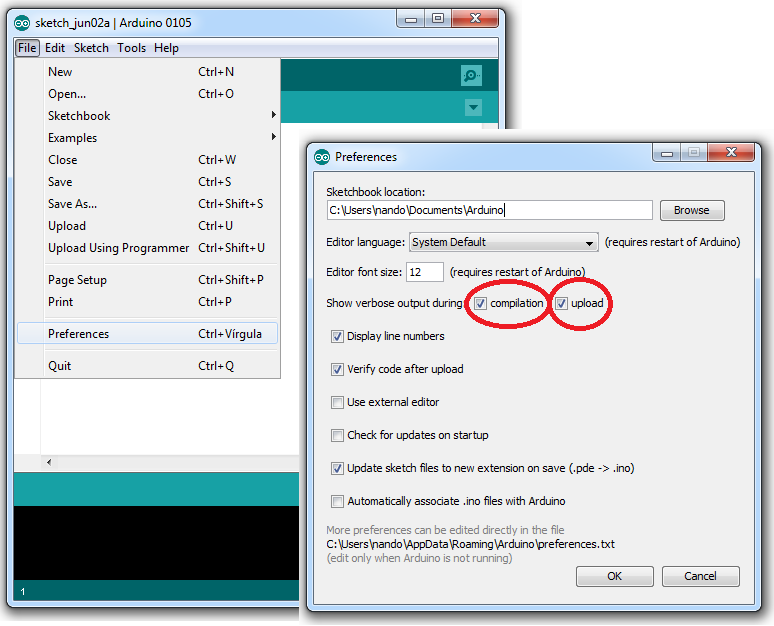 sketch_jun02a | Arduino 0105
File Edit Sketch Tools Help
New Ctrl+N
Open... Ctrl+O
Sketchbook
Examples
Close Ctrl+W
Save Ctrl+S
Save As... Ctrl+Shift+S
Upload Ctrl+U
Upload Using Programmer Ctrl+Shift+U
Page Setup Ctrl+Shift+P
Print Ctrl+P
Preferences Ctrl+Vírgula
Quit Ctrl+Q
1
Preferences
Sketchbook location:
C:\Users\nando\Documents\Arduino
Browse
Editor language: System Default (requires restart of Arduino)
Editor font size: 12 (requires restart of Arduino)
Show verbose output during: compilation upload
Display line numbers
Verify code after upload
Use external editor
Check for updates on startup
Update sketch files to new extension on save (.pde -> .ino)
Automatically associate .ino files with Arduino
More preferences can be edited directly in the file
C:\Users\nando\AppData\Roaming\Arduino\preferences.txt
(edit only when Arduino is not running)
OK Cancel